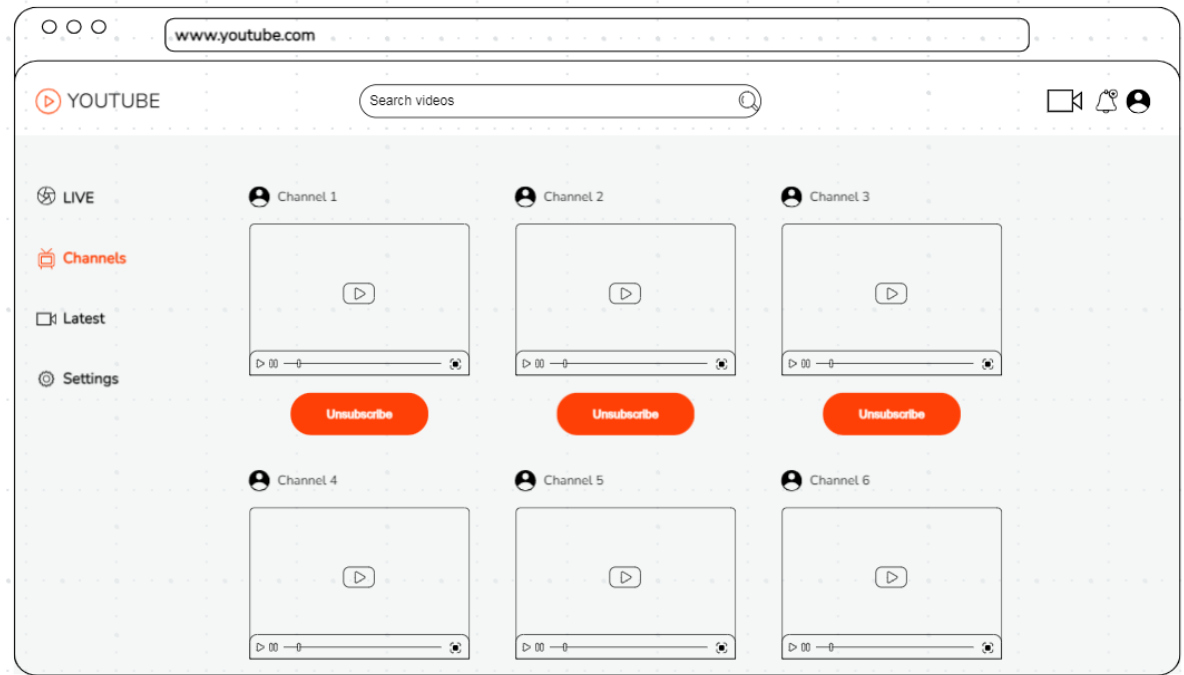 www.youtube.com
YOUTUBE
Search videos
LIVE
Channels
Latest
Settings
Channel 1
Channel 2
Channel 3
Unsubscribe
Unsubscribe
Unsubscribe
Channel 4
Channel 5
Channel 6